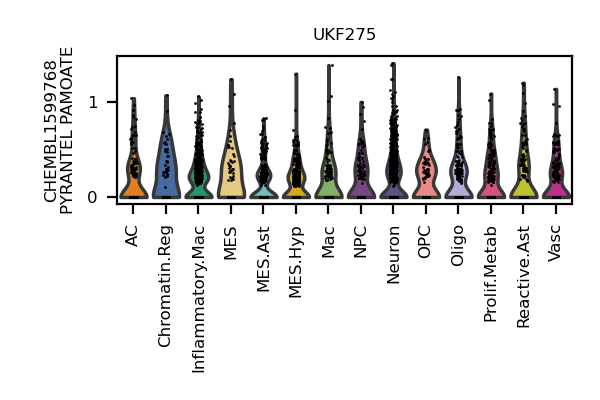 UKF275
CHEMBL1599768
PYRANTEL PAMOATE
1
0
AC
Chromatin.Reg
Inflammatory.Mac
MES
MES.Ast
MES.Hyp
Mac
NPC
Neuron
OPC
Oligo
Prolif.Metab
Reactive.Ast
Vasc